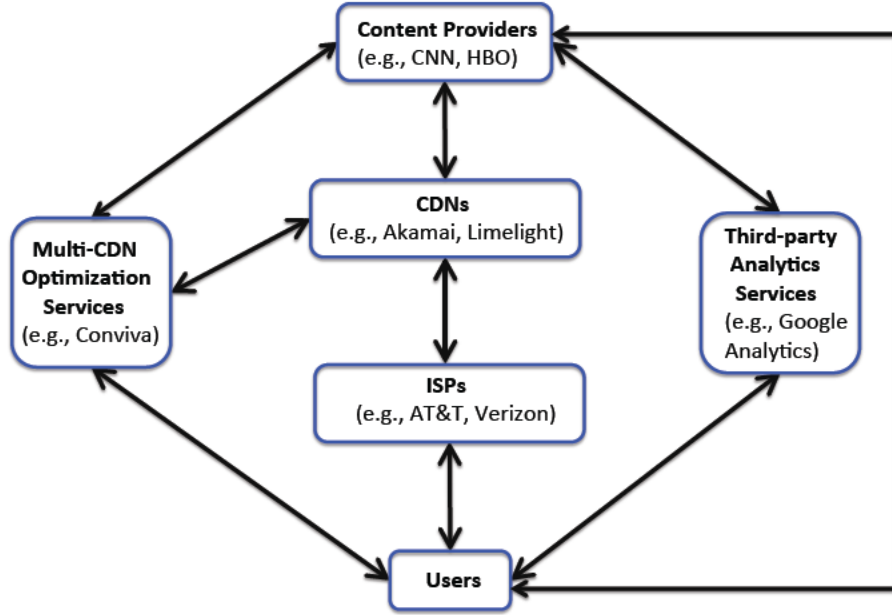 Content Providers
(e.g., CNN, HBO)
CDNs
(e.g., Akamai, Limelight)
Multi-CDN
Optimization
Services
(e.g., Conviva)
Third-party
Analytics
Services
(e.g., Google
Analytics)
ISPs
(e.g., AT&T, Verizon)
Users